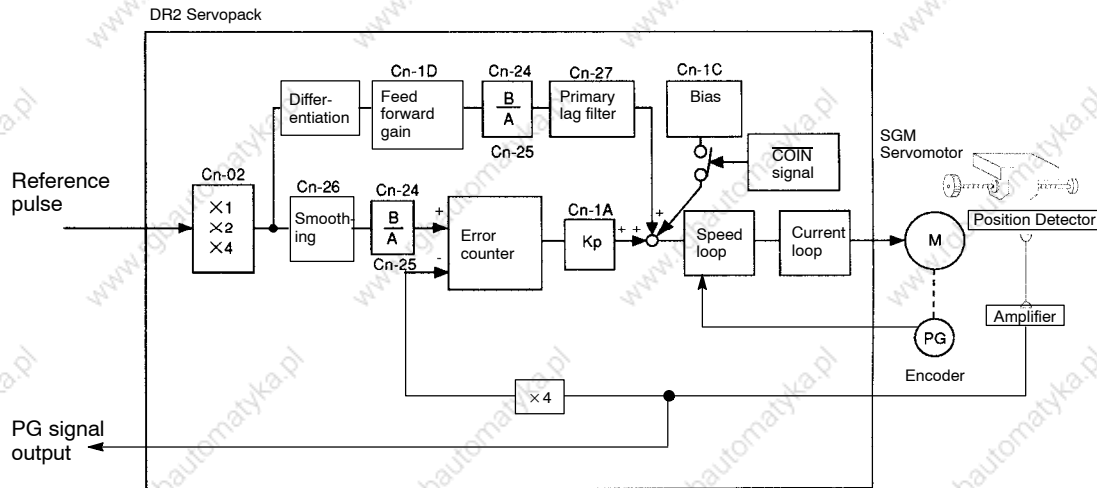 DR2 Servopack
Cn-1D
Cn-24
Cn-27
Cn-1C
Differ-
entiation
Feed
forward
gain
B
A
Primary
lag filter
Bias
Cn-25
COIN
signal
SGM
Servomotor
Reference
pulse
Cn-02
×1
×2
×4
Cn-26
Smooth-
ing
Cn-24
B
A
Cn-25
+
-
Error
counter
Cn-1A
Kp
+ +
+
Speed
loop
Current
loop
M
Position Detector
Amplifier
PG
Encoder
×4
PG signal
output
www.rgbautomatyka.pl